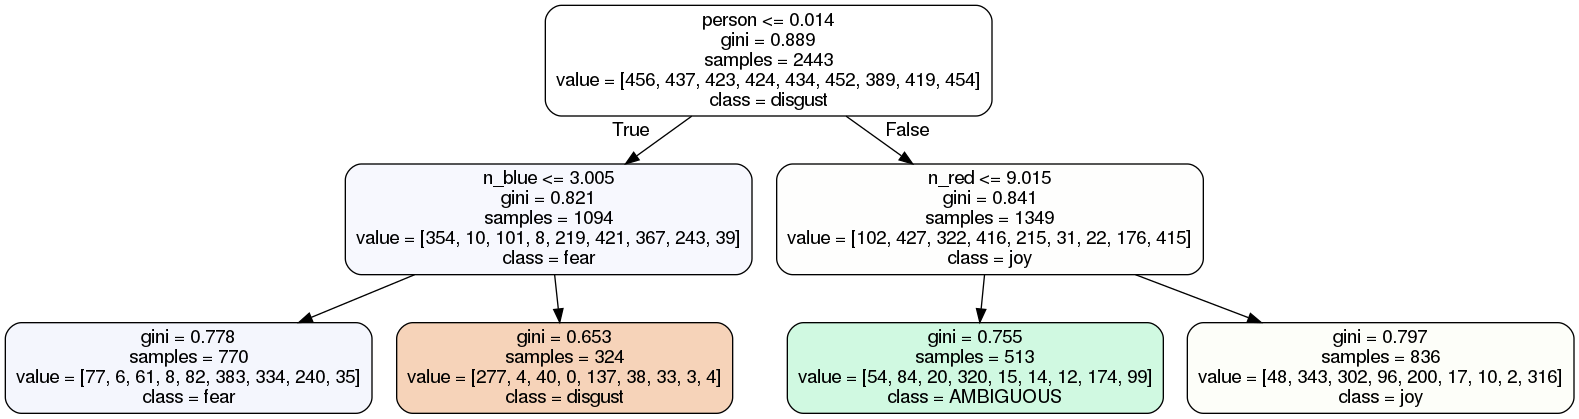 person <= 0.014
gini = 0.889
samples = 2443
value = [456, 437, 423, 424, 434, 452, 389, 419, 454]
class = disgust
True
False
n_blue <= 3.005
gini = 0.821
samples = 1094
value = [354, 10, 101, 8, 219, 421, 367, 243, 39]
class = fear
n_red <= 9.015
gini = 0.841
samples = 1349
value = [102, 427, 322, 416, 215, 31, 22, 176, 415]
class = joy
gini = 0.778
samples = 770
value = [77, 6, 61, 8, 82, 383, 334, 240, 35]
class = fear
gini = 0.653
samples = 324
value = [277, 4, 40, 0, 137, 38, 33, 3, 4]
class = disgust
gini = 0.755
samples = 513
value = [54, 84, 20, 320, 15, 14, 12, 174, 99]
class = AMBIGUOUS
gini = 0.797
samples = 836
value = [48, 343, 302, 96, 200, 17, 10, 2, 316]
class = joy